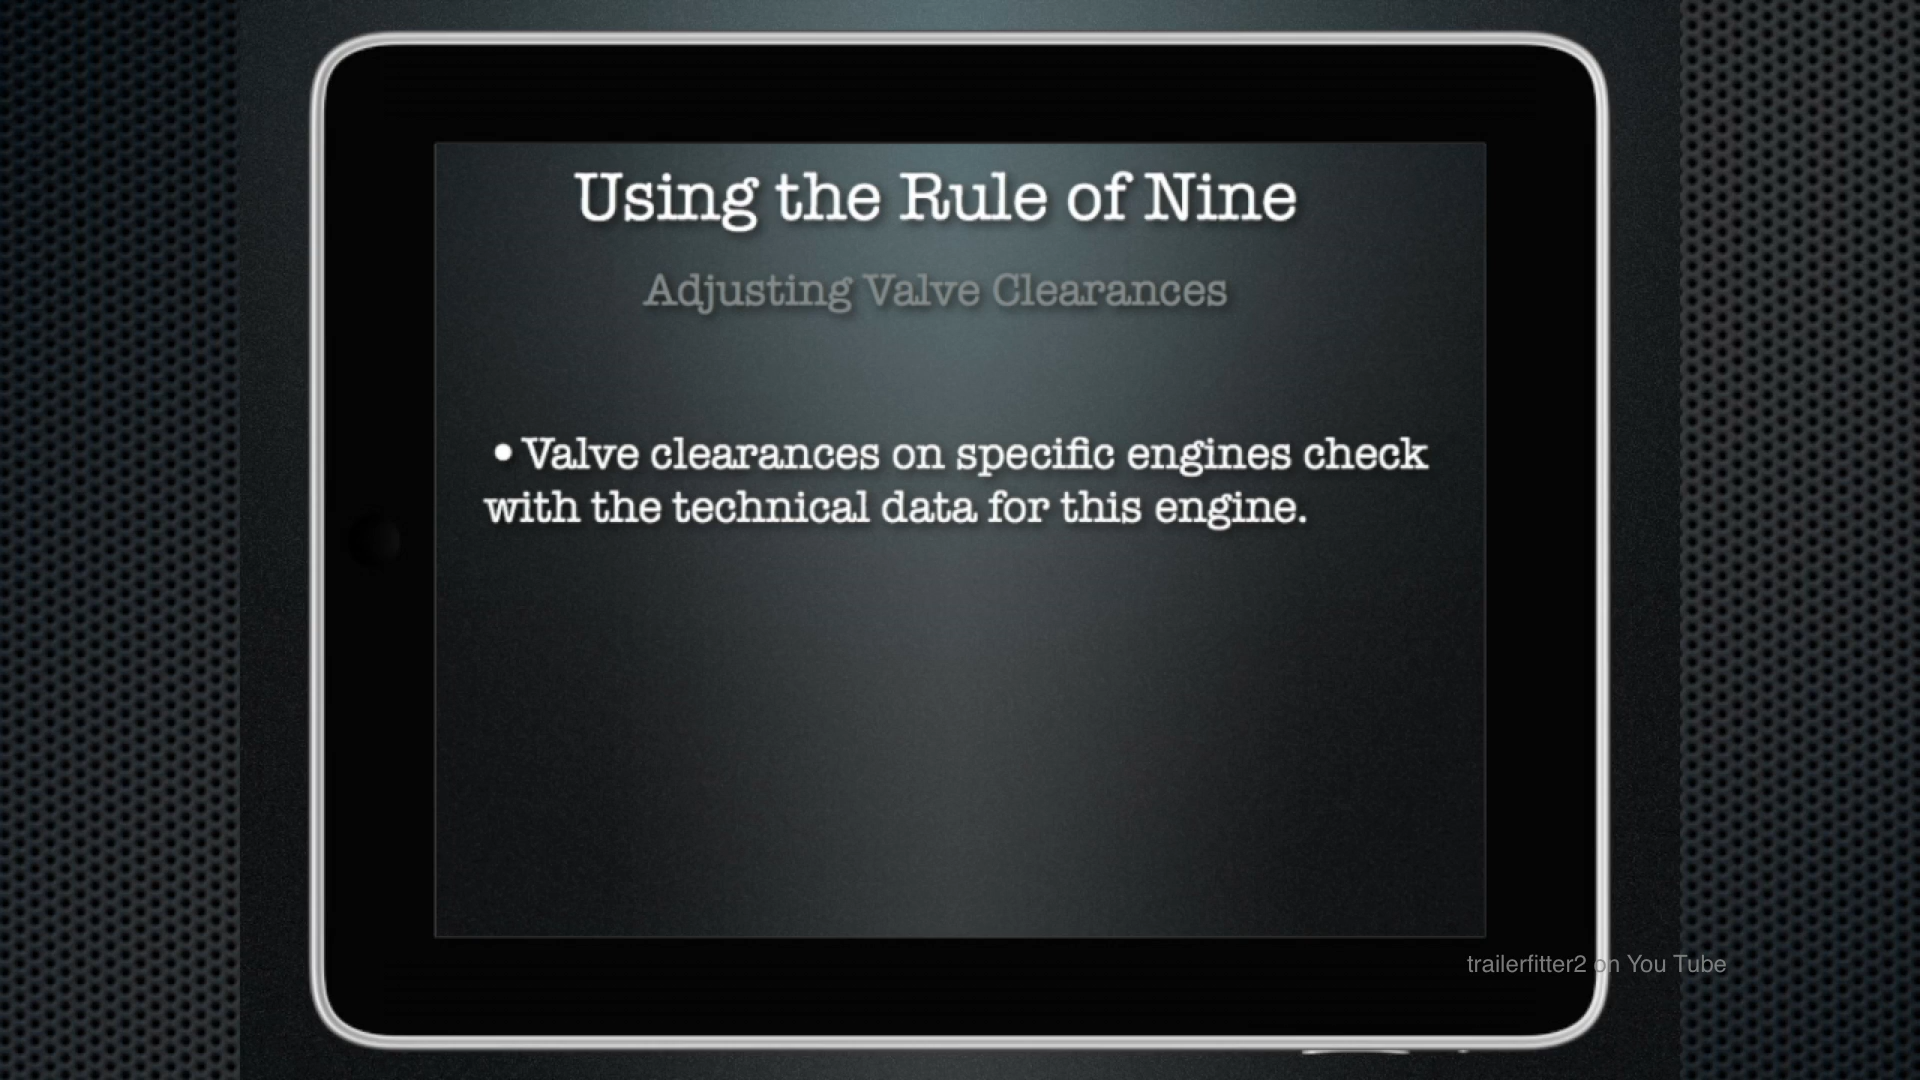 Using the Rule of Nine
Adjusting Valve Clearances
• Valve clearances on specific engines check
with the technical data for this engine.
trailerfitter2 on You Tube